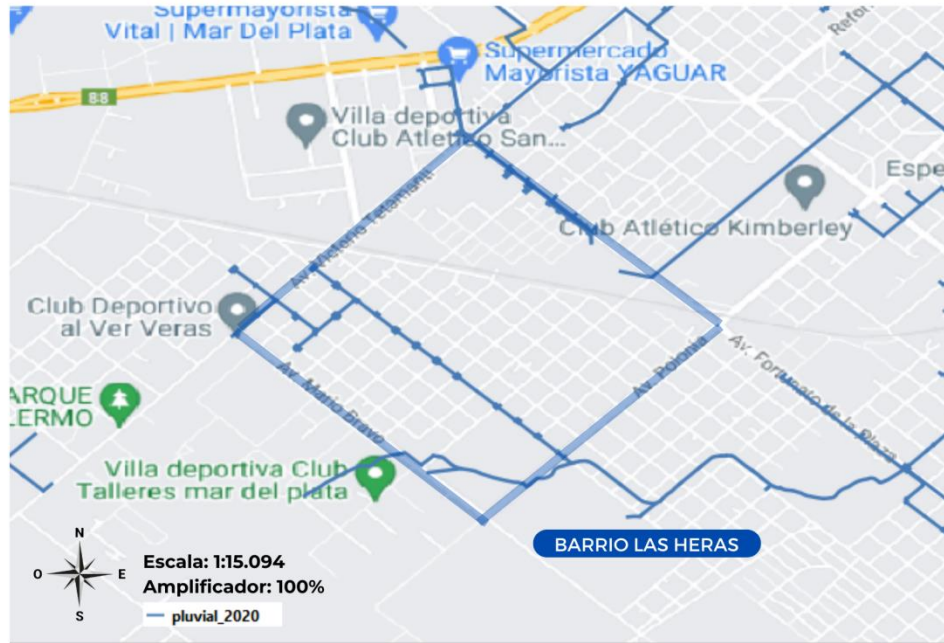 Supermayorista
Vital | Mar Del Plata
Supermercado
Mayorista YAGUAR
88
Villa deportiva
Club Atlético San...
Espe
Club Atlético Kimberley
Av. Victorio Tetamanti
Club Deportivo
al Ver Veras
Av. Mario Bravo
Av. Polonia
Av. Fortunato de la Plaza
ARQUE
LERMO
Villa deportiva Club
Talleres mar del plata
BARRIO LAS HERAS
N
O
E
S
Escala: 1:15.094
Amplificador: 100%
pluvial_2020